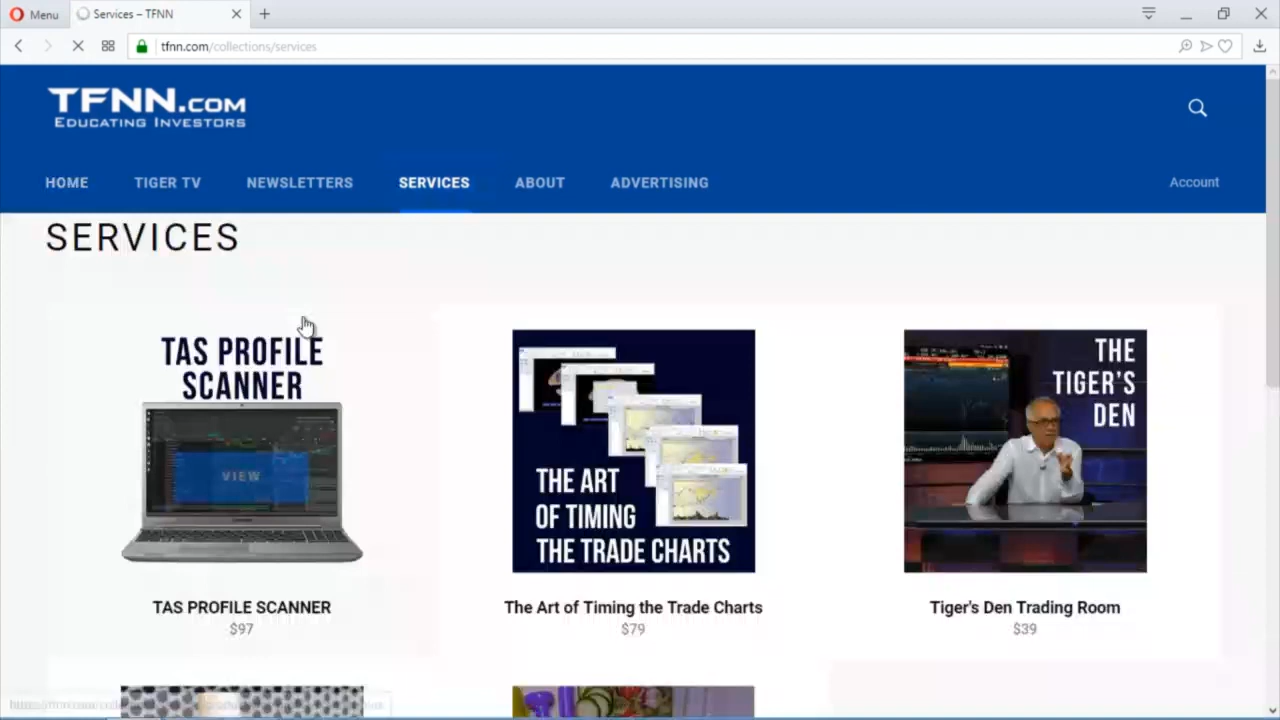 Menu
Services – TFNN
tfnn.com/collections/services
TFNN.COM
EDUCATING INVESTORS
HOME
TIGER TV
NEWSLETTERS
SERVICES
ABOUT
ADVERTISING
Account
SERVICES
TAS PROFILE
SCANNER
VIEW
THE ART
OF TIMING
THE TRADE CHARTS
THE
TIGER'S
DEN
TAS PROFILE SCANNER
$97
The Art of Timing the Trade Charts
$79
Tiger's Den Trading Room
$39